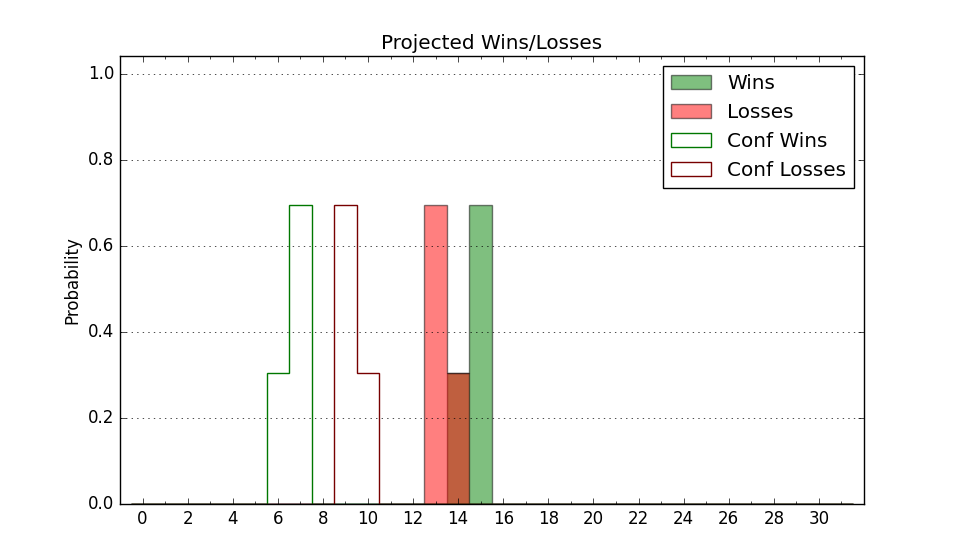 Projected Wins/Losses
1.0
0.8
0.6
0.4
0.2
0.0
Probability
Wins
Losses
Conf Wins
Conf Losses
0 2 4 6 8 10 12 14 16 18 20 22 24 26 28 30